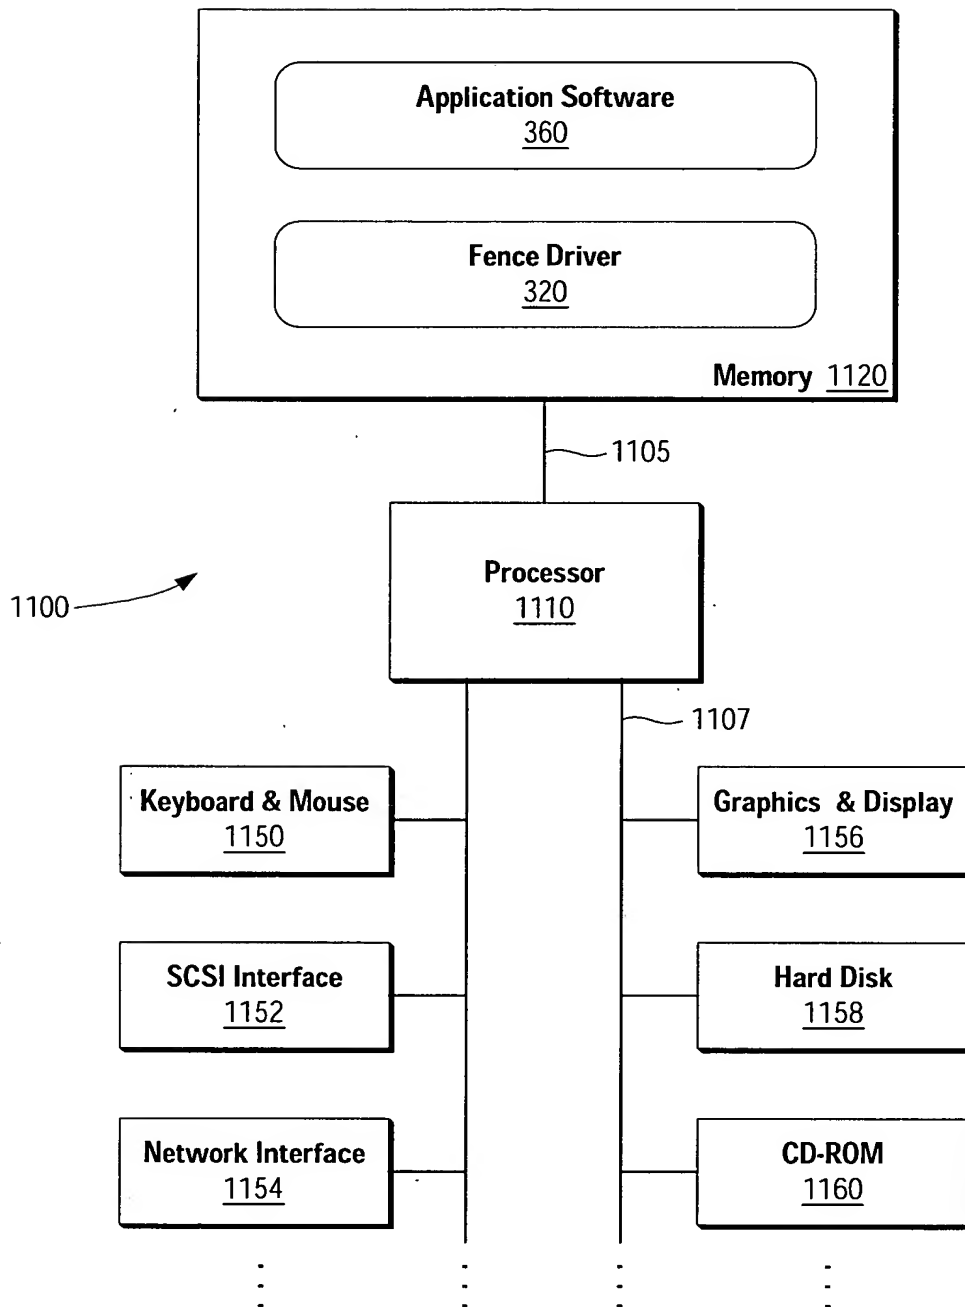 Application Software
360
Fence Driver
320
Memory 1120
1105
Processor
1110
1100
1107
Keyboard & Mouse
1150
Graphics & Display
1156
SCSI Interface
1152
Hard Disk
1158
Network Interface
1154
CD-ROM
1160